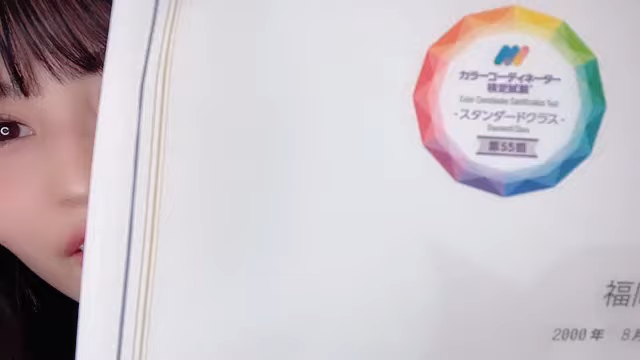 カラーコーディネーター
検定試験®
Color Coordinator Certification Test
-スタンダードクラス-
Standard Class
第55回
福
2000年 8月